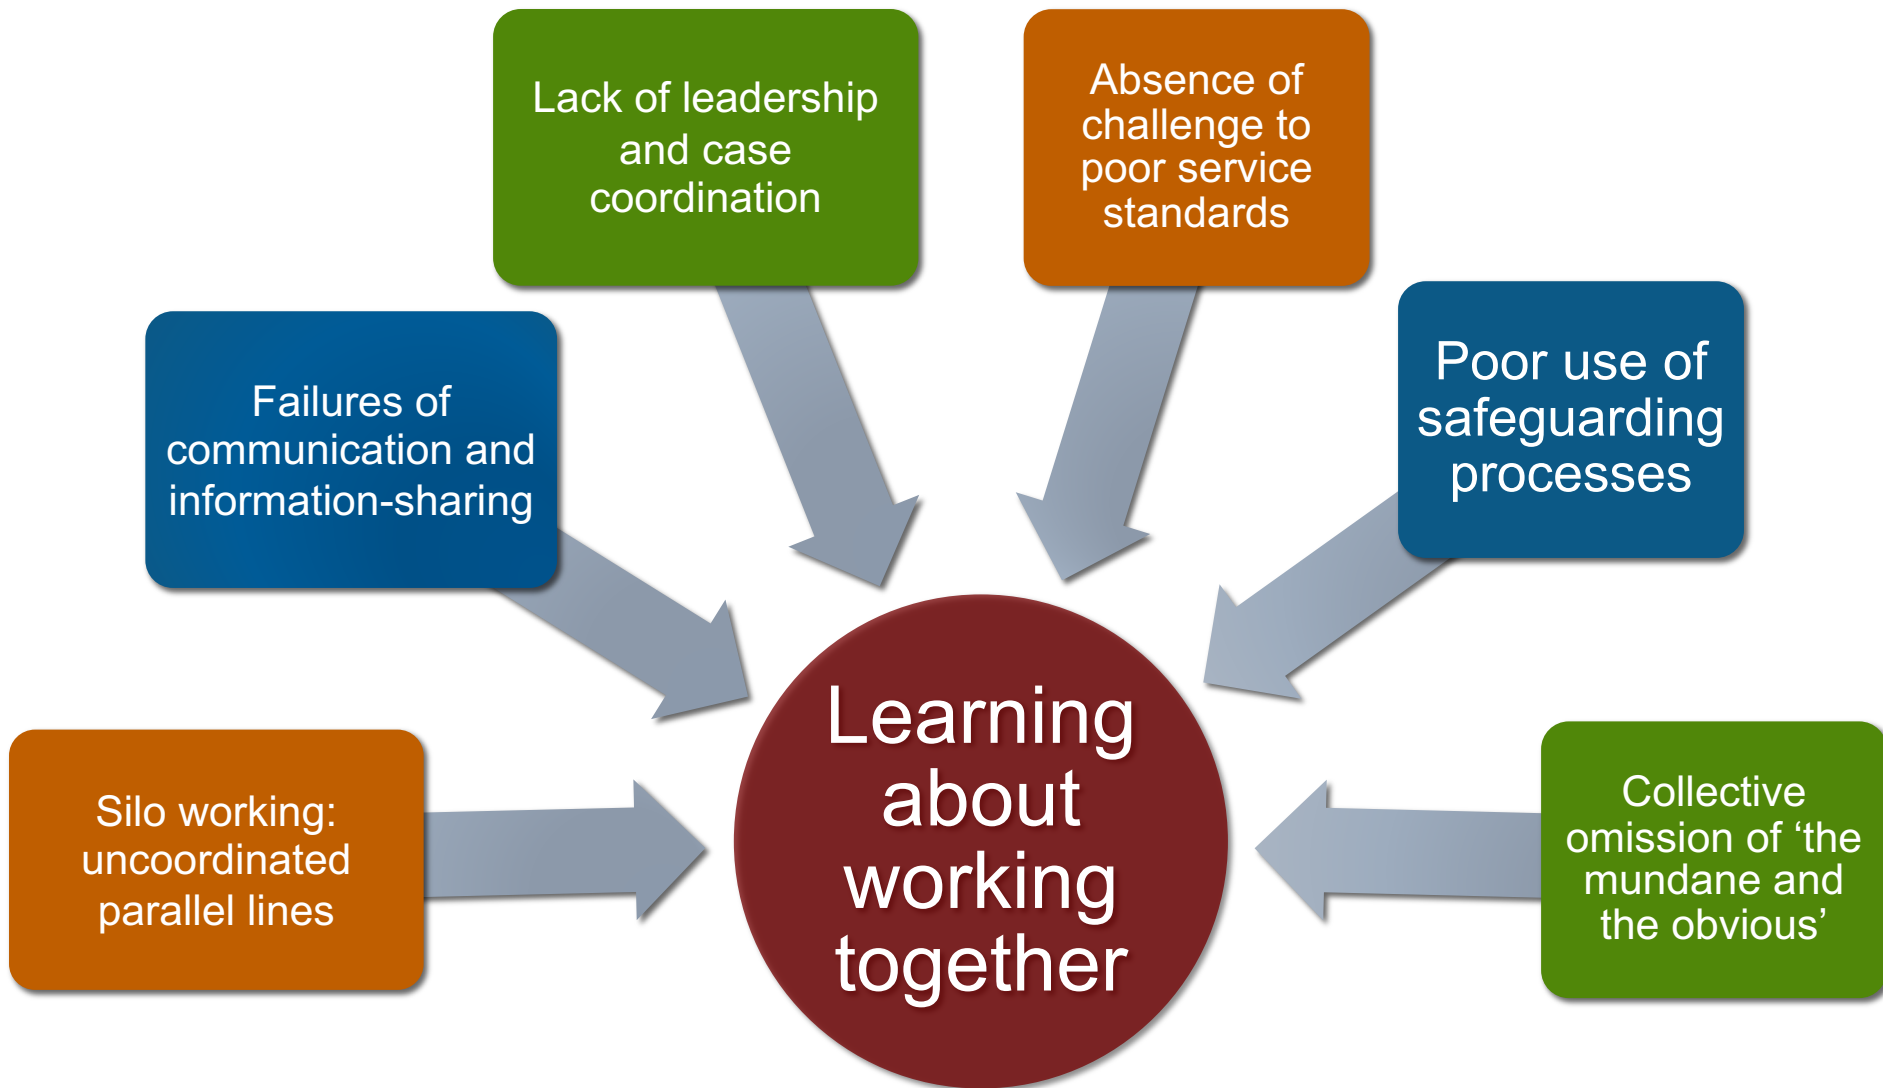 Lack of leadership
and case
coordination
Absence of
challenge to
poor service
standards
Failures of
communication and
information-sharing
Poor use of
safeguarding
processes
Silo working:
uncoordinated
parallel lines
Learning
about
working
together
Collective
omission of ‘the
mundane and
the obvious’